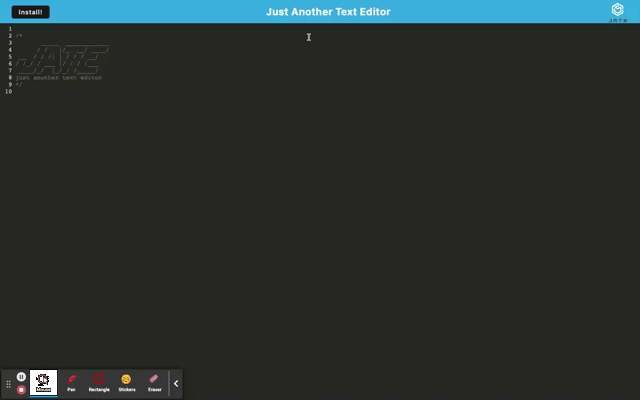 Install!
Just Another Text Editor
JATE
1
2 /*
3
4
5
6
7
8 just another text editor
9 */
10
Mouse
Pen
Rectangle
Stickers
Eraser